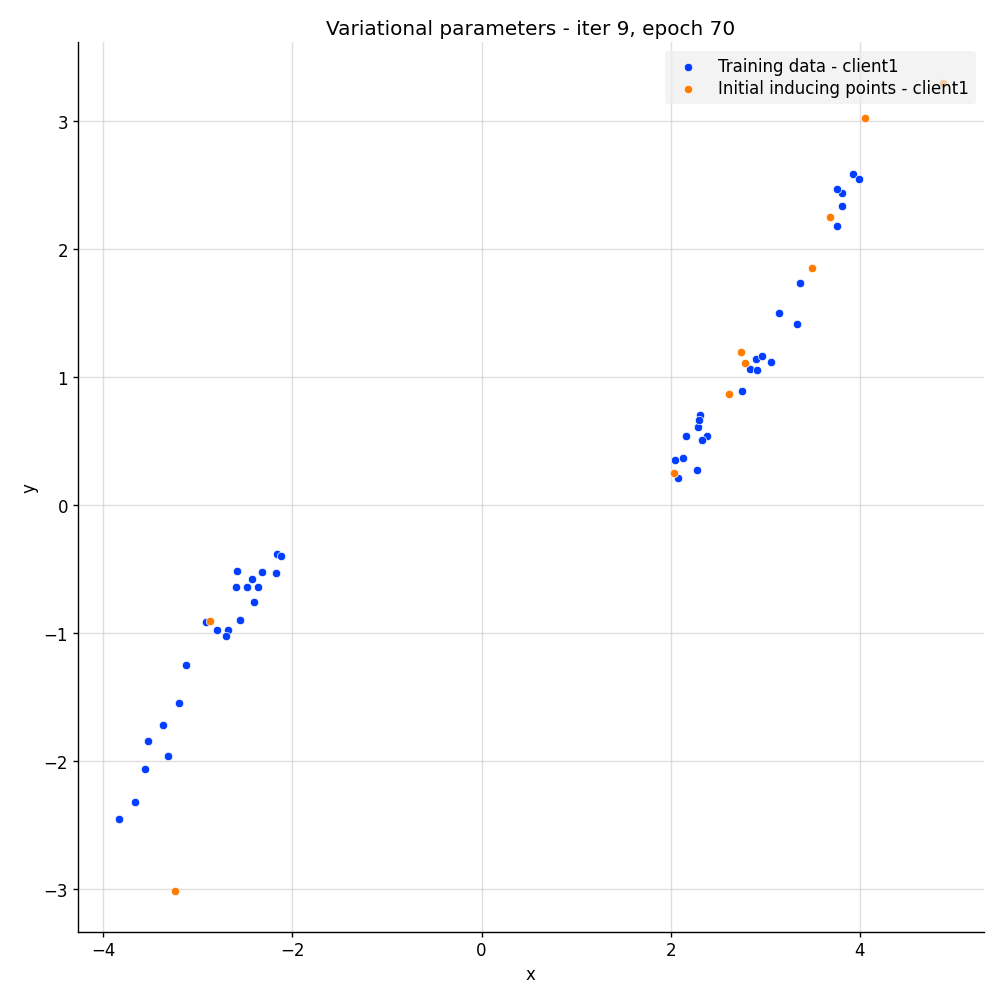 Variational parameters - iter 9, epoch 70
Training data - client1
Initial inducing points - client1
3
2
1
0
−1
−2
−3
y
−4
−2
0
2
4
x